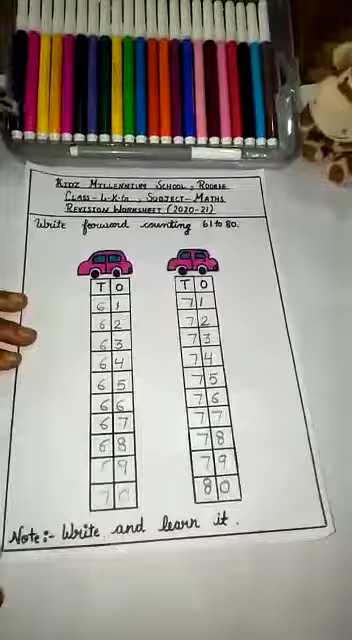 KIDZ MILLENNIUM SCHOOL, ROORKE
CLASS - L.K.G, SUBJECT - MATHS
REVISION WORKSHEET (2020-21)
Write forward counting 61 to 80.
T O
6 1
6 2
6 3
6 4
6 5
6 6
6 7
6 8
9
7 0
T O
7 1
7 2
7 3
7 4
7 5
7 6
7 7
7 8
7 9
8 0
Note:- Write and learn it.